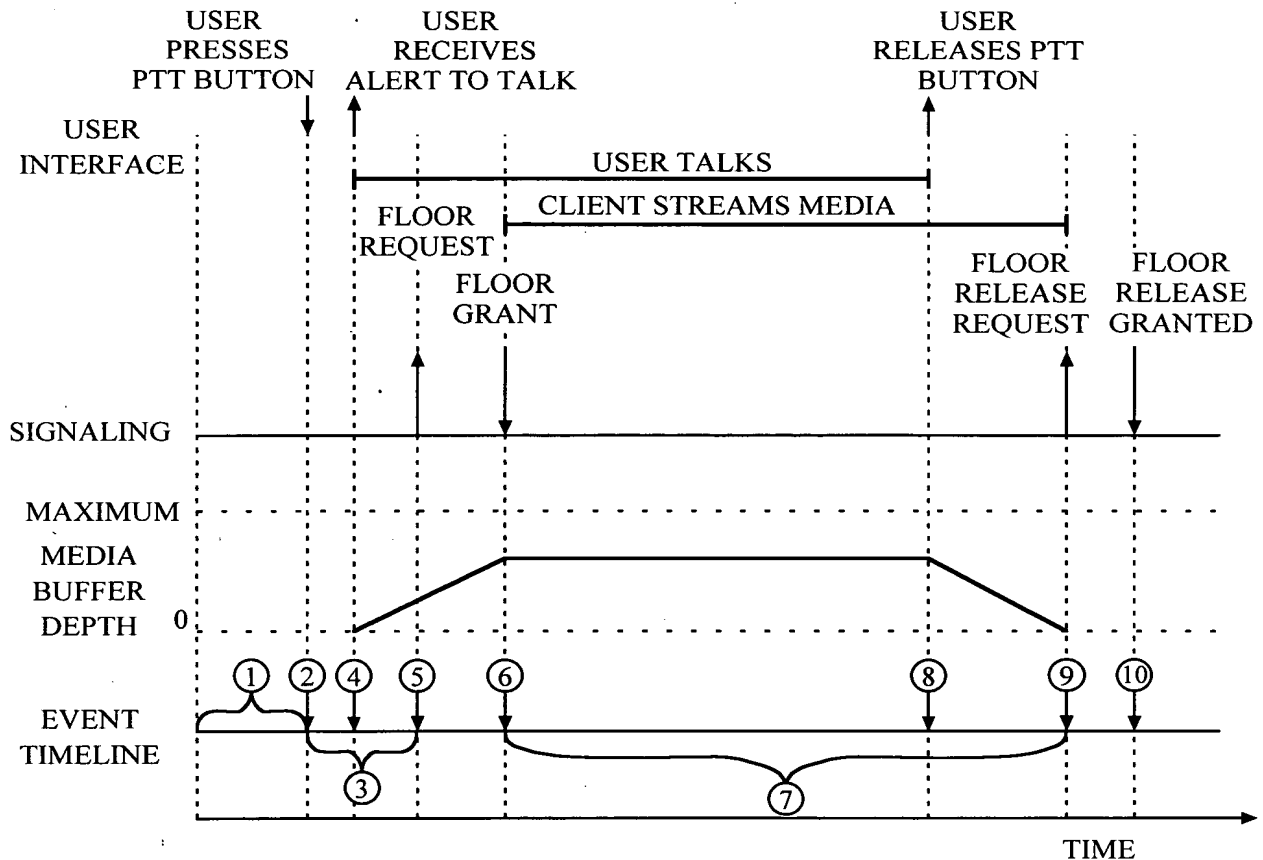 USER
PRESSES
PTT BUTTON
USER
RECEIVES
ALERT TO TALK
USER
RELEASES PTT
BUTTON
USER
INTERFACE
USER TALKS
CLIENT STREAMS MEDIA
FLOOR
REQUEST
FLOOR
GRANT
FLOOR
RELEASE
REQUEST
FLOOR
RELEASE
GRANTED
SIGNALING
MAXIMUM
MEDIA
BUFFER
DEPTH
0
1
2
4
5
6
8
9
10
EVENT
TIMELINE
3
7
TIME